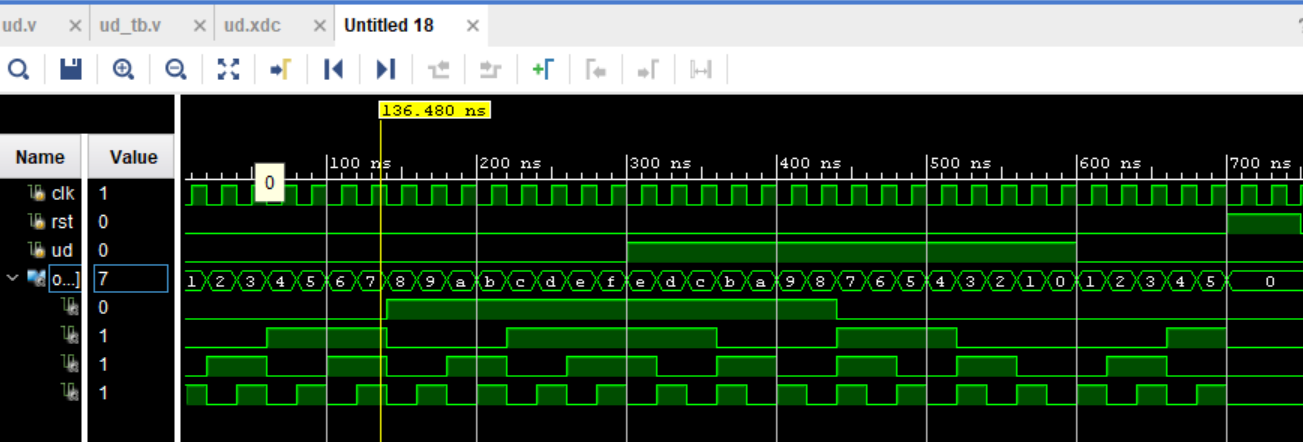 ud.v × ud_tb.v × ud.xdc × Untitled 18 × ?
136.480 ns
Name Value
100 ns 200 ns 300 ns 400 ns 500 ns 600 ns 700 ns
0
clk 1
rst 0
ud 0
o...] 7 1 2 3 4 5 6 7 8 9 a b c d e f e d c b a 9 8 7 6 5 4 3 2 1 0 1 2 3 4 5 0
0
1
1
1